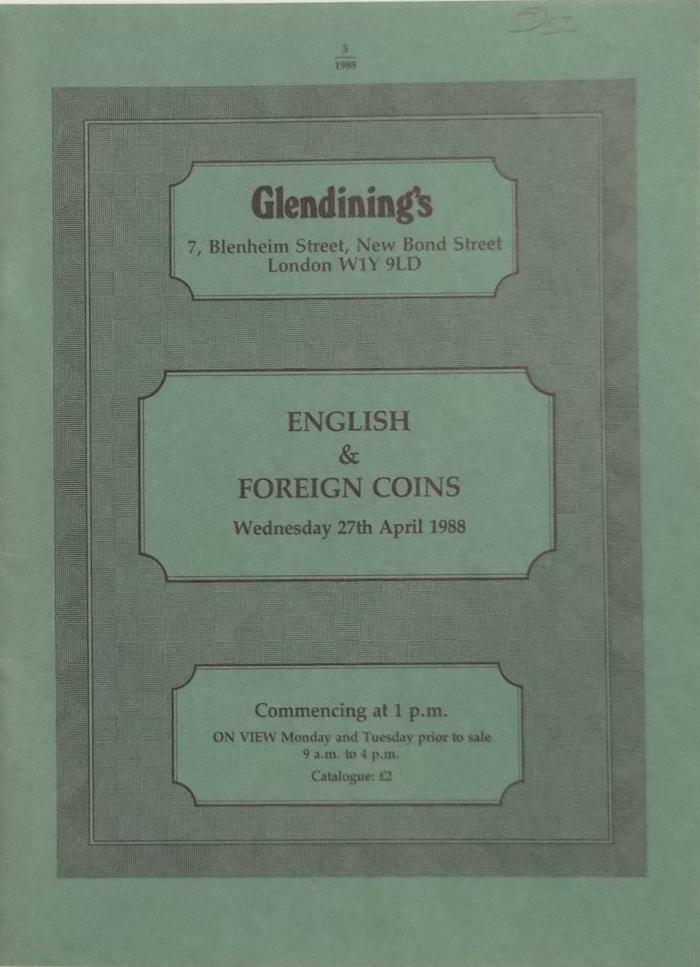 5
1988
Glendining's
7, Blenheim Street, New Bond Street
London W1Y 9LD
ENGLISH
&
FOREIGN COINS
Wednesday 27th April 1988
Commencing at 1 p.m.
ON VIEW Monday and Tuesday prior to sale
9 a.m. to 4 p.m.
Catalogue: £2